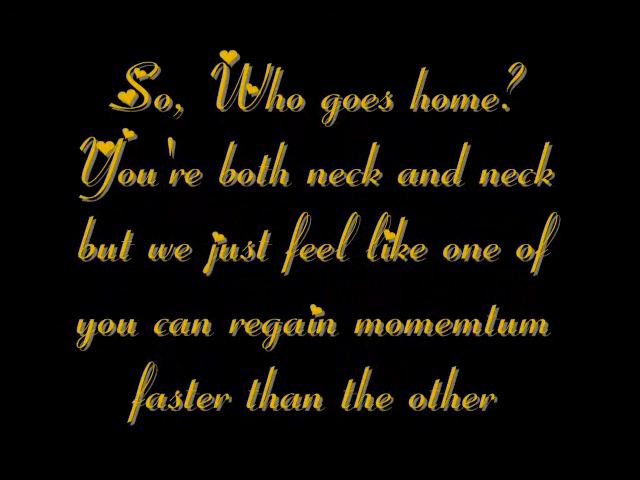 So, Who goes home?
You're both neck and neck
but we just feel like one of
you can regain momemtum
faster than the other